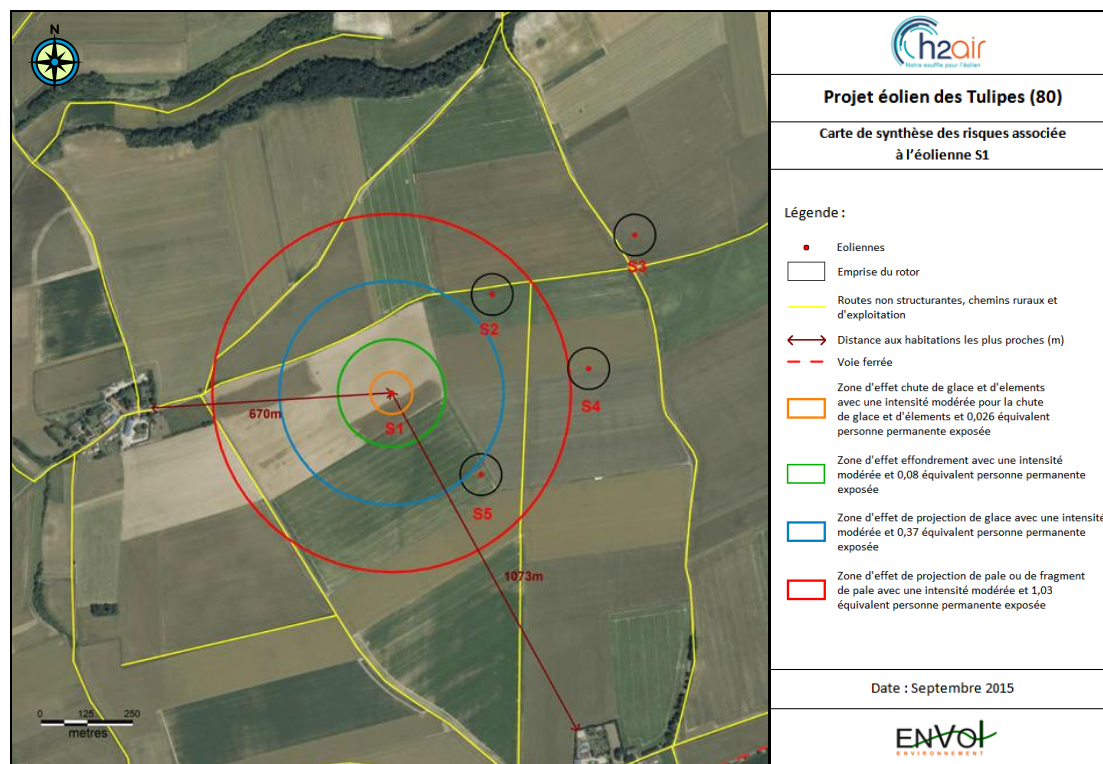 N
S3
S2
S4
S1
670m
S5
1073m
0 125 250
metres
h2air
Notre souffle pour l'éolien
Projet éolien des Tulipes (80)
Carte de synthèse des risques associée
à l'éolienne S1
Légende :
Eoliennes
Emprise du rotor
Routes non structurantes, chemins ruraux et
d'exploitation
Distance aux habitations les plus proches (m)
Voie ferrée
Zone d'effet chute de glace et d'elements
avec une intensité modérée pour la chute
de glace et d'élements et 0,026 équivalent
personne permanente exposée
Zone d'effet effondrement avec une intensité
modérée et 0,08 équivalent personne permanente
exposée
Zone d'effet de projection de glace avec une intensité
modérée et 0,37 équivalent personne permanente
exposée
Zone d'effet de projection de pale ou de fragment
de pale avec une intensité modérée et 1,03
équivalent personne permanente exposée
Date : Septembre 2015
ENVOL
ENVIRONNEMENT